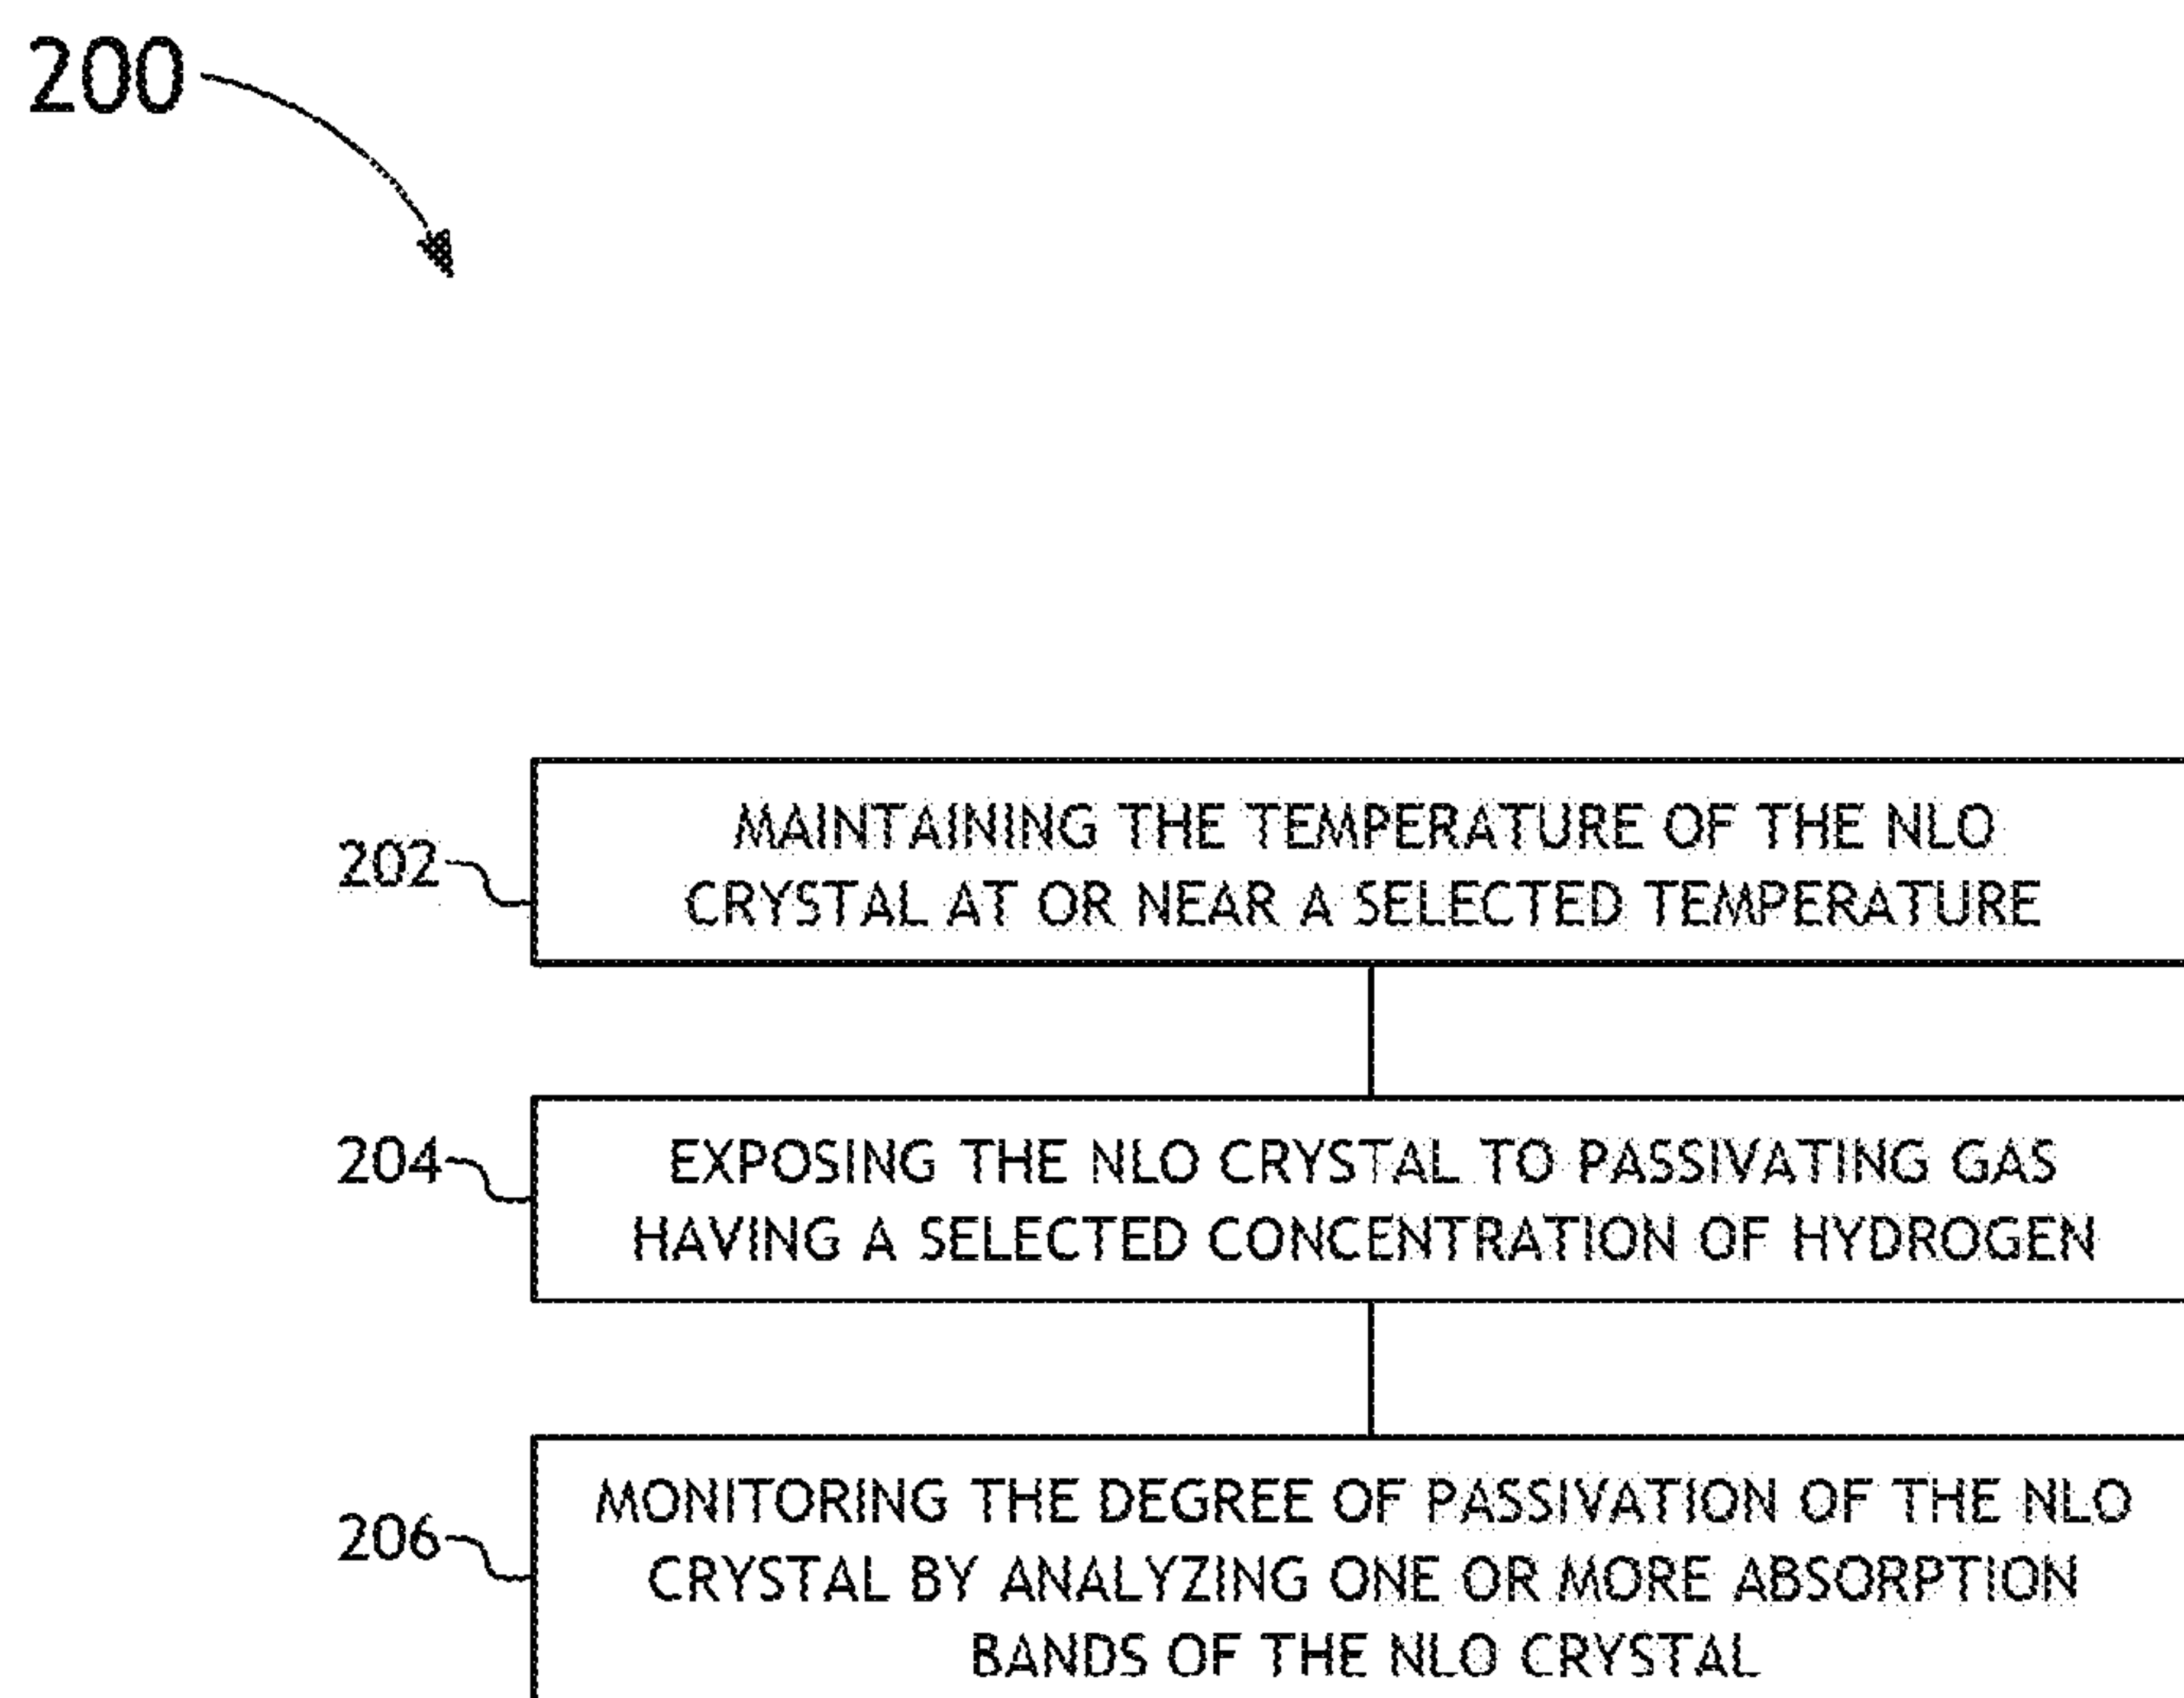 200
202
MAINTAINING THE TEMPERATURE OF THE NLO
CRYSTAL AT OR NEAR A SELECTED TEMPERATURE
204
EXPOSING THE NLO CRYSTAL TO PASSIVATING GAS
HAVING A SELECTED CONCENTRATION OF HYDROGEN
206
MONITORING THE DEGREE OF PASSIVATION OF THE NLO
CRYSTAL BY ANALYZING ONE OR MORE ABSORPTION
BANDS OF THE NLO CRYSTAL